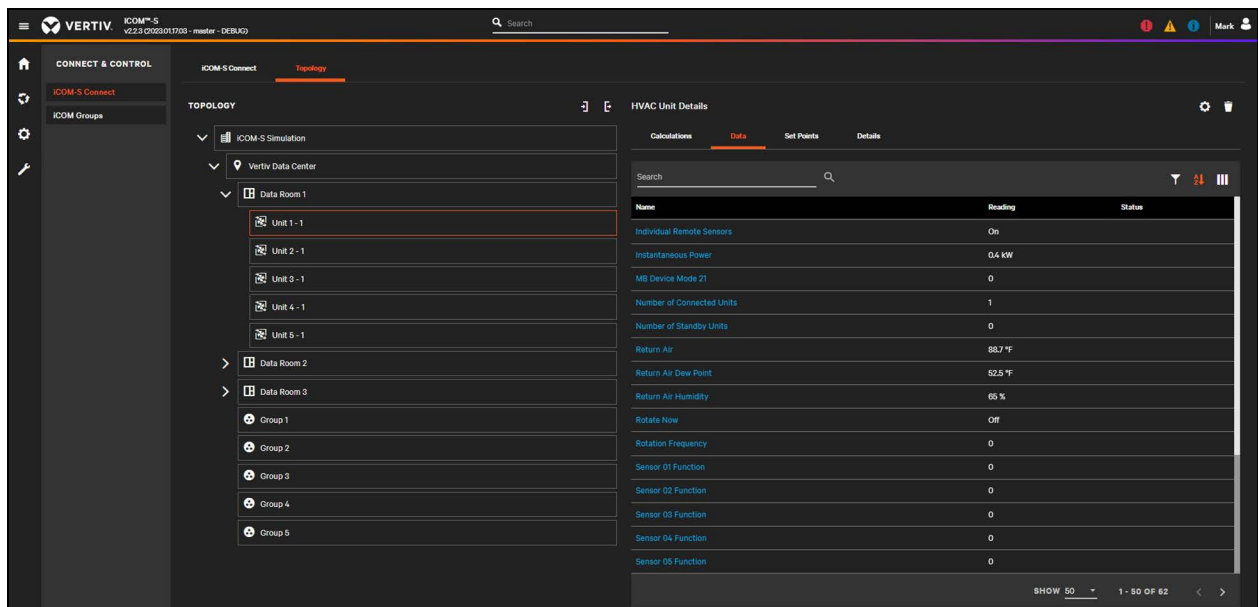 VERTIV. iCOM™-S
v2.2.3 (2023.01.17.03 - master - DEBUG)
Search
Mark
CONNECT & CONTROL
iCOM-S Connect
iCOM Groups
iCOM-S Connect Topology
TOPOLOGY
iCOM-S Simulation
Vertiv Data Center
Data Room 1
Unit 1 - 1
Unit 2 - 1
Unit 3 - 1
Unit 4 - 1
Unit 5 - 1
Data Room 2
Data Room 3
Group 1
Group 2
Group 3
Group 4
Group 5
HVAC Unit Details
Calculations Data Set Points Details
Search
Name Reading Status
Individual Remote Sensors On
Instantaneous Power 0.4 kW
MB Device Mode 21 0
Number of Connected Units 1
Number of Standby Units 0
Return Air 88.7 °F
Return Air Dew Point 52.5 °F
Return Air Humidity 65 %
Rotate Now Off
Rotation Frequency 0
Sensor 01 Function 0
Sensor 02 Function 0
Sensor 03 Function 0
Sensor 04 Function 0
Sensor 05 Function 0
SHOW 50 1 - 50 OF 62